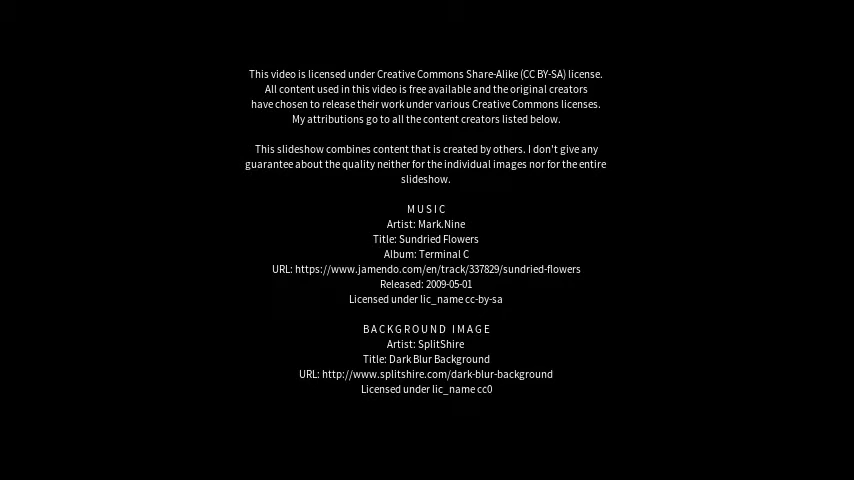 This video is licensed under Creative Commons Share-Alike (CC BY-SA) license.
All content used in this video is free available and the original creators
have chosen to release their work under various Creative Commons licenses.
My attributions go to all the content creators listed below.
This slideshow combines content that is created by others. I don't give any
guarantee about the quality neither for the individual images nor for the entire
slideshow.
MUSIC
Artist: Mark.Nine
Title: Sundried Flowers
Album: Terminal C
URL: https://www.jamendo.com/en/track/337829/sundried-flowers
Released: 2009-05-01
Licensed under lic_name cc-by-sa
BACKGROUND IMAGE
Artist: SplitShire
Title: Dark Blur Background
URL: http://www.splitshire.com/dark-blur-background
Licensed under lic_name cc0